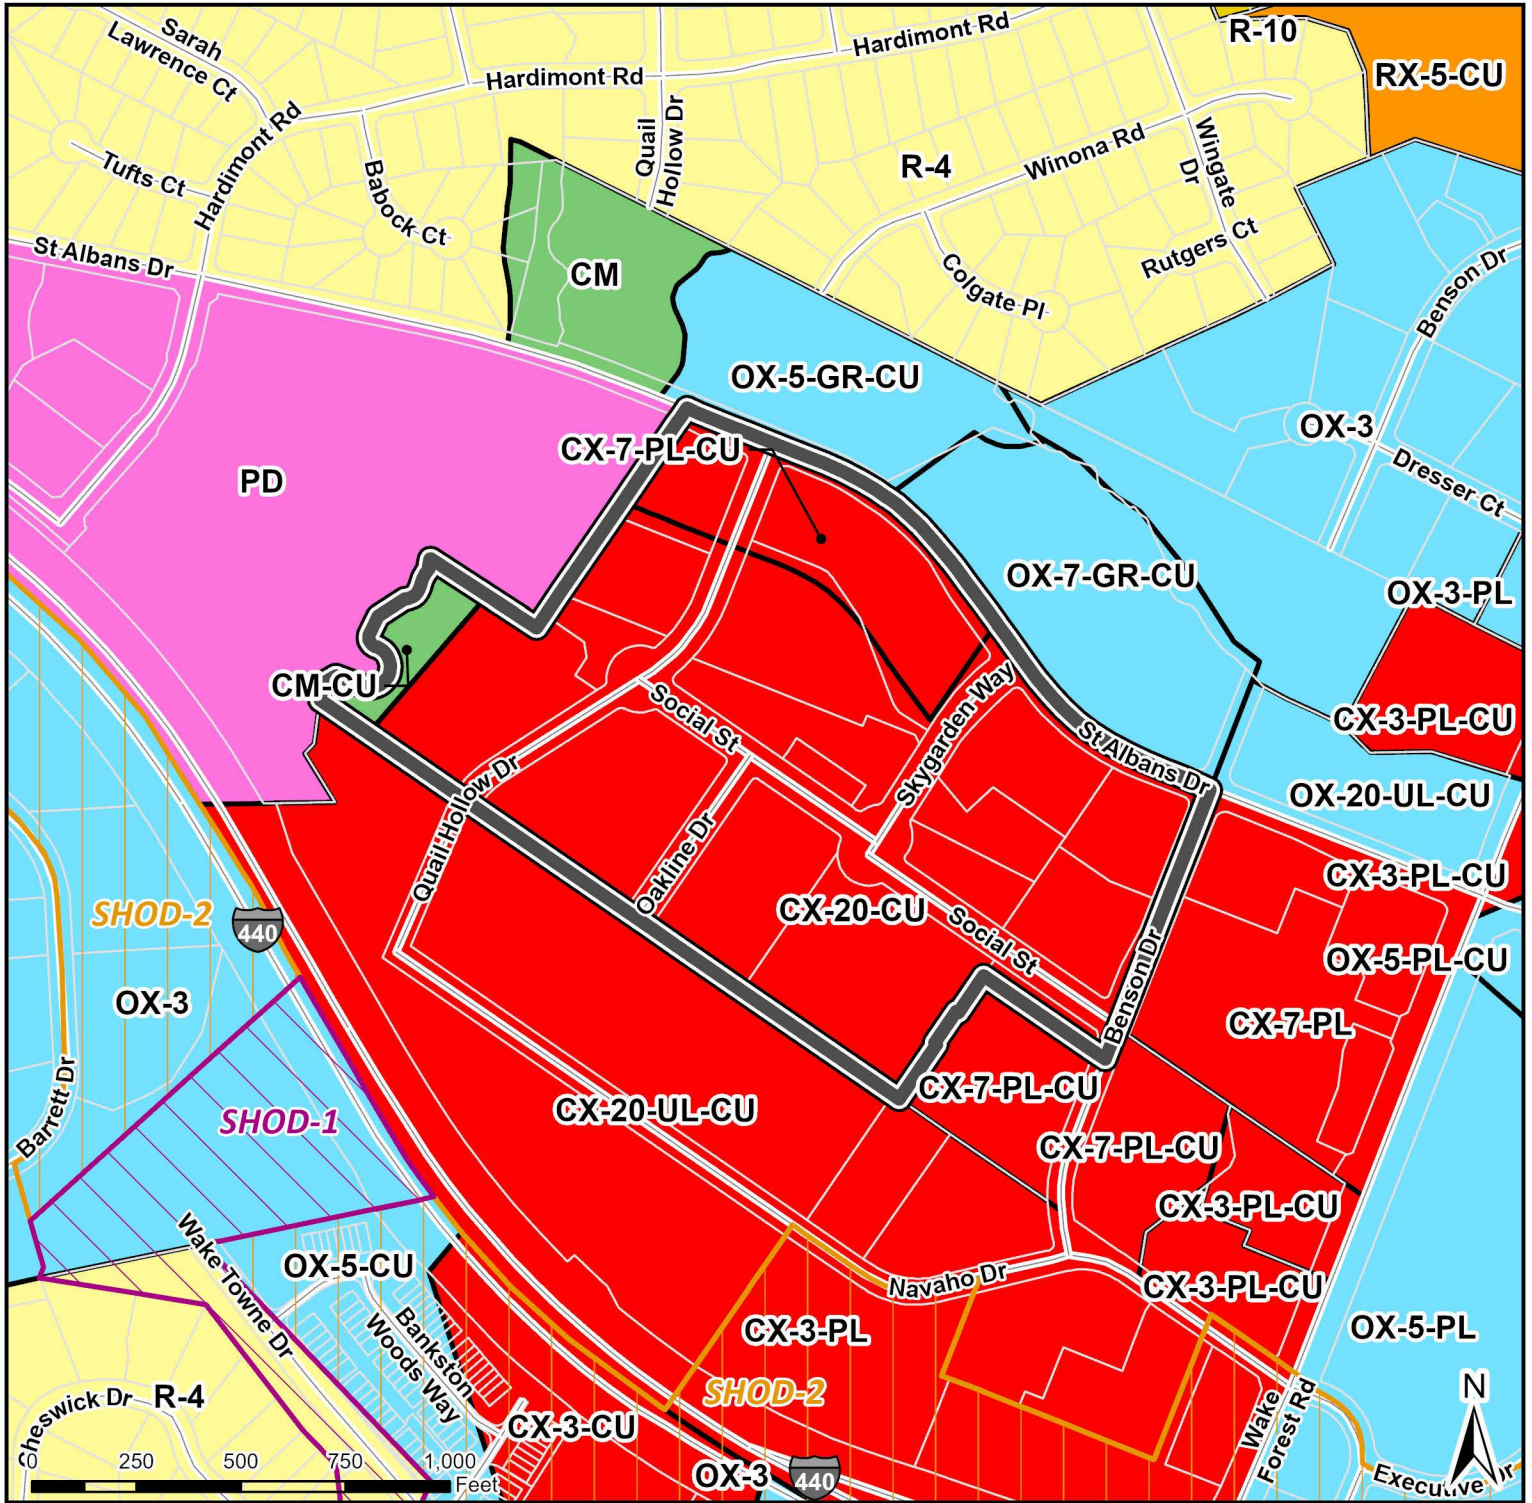 Sarah
Lawrence Ct
Hardimont Rd
Hardimont Rd
R-10
RX-5-CU
Tufts Ct
Hardimont Rd
Babock Ct
Quail
Hollow Dr
R-4
Winona Rd
Wingate
Dr
Rutgers Ct
St Albans Dr
CM
Colgate Pl
Benson Dr
OX-5-GR-CU
OX-3
CX-7-PL-CU
PD
Dresser Ct
OX-7-GR-CU
OX-3-PL
CM-CU
Social St
Skygarden Way
St Albans Dr
CX-3-PL-CU
Quail Hollow Dr
OX-20-UL-CU
Oakline Dr
CX-3-PL-CU
SHOD-2
440
CX-20-CU
Social St
Benson Dr
OX-5-PL-CU
OX-3
CX-7-PL
Barrett Dr
SHOD-1
CX-20-UL-CU
CX-7-PL-CU
CX-7-PL-CU
CX-3-PL-CU
Wake Towne Dr
OX-5-CU
Navaho Dr
CX-3-PL-CU
Bankston
Woods Way
CX-3-PL
OX-5-PL
SHOD-2
Cheswick Dr
R-4
CX-3-CU
Wake
Forest Rd
N
OX-3
440
Executive Dr
0 250 500 750 1,000
Feet